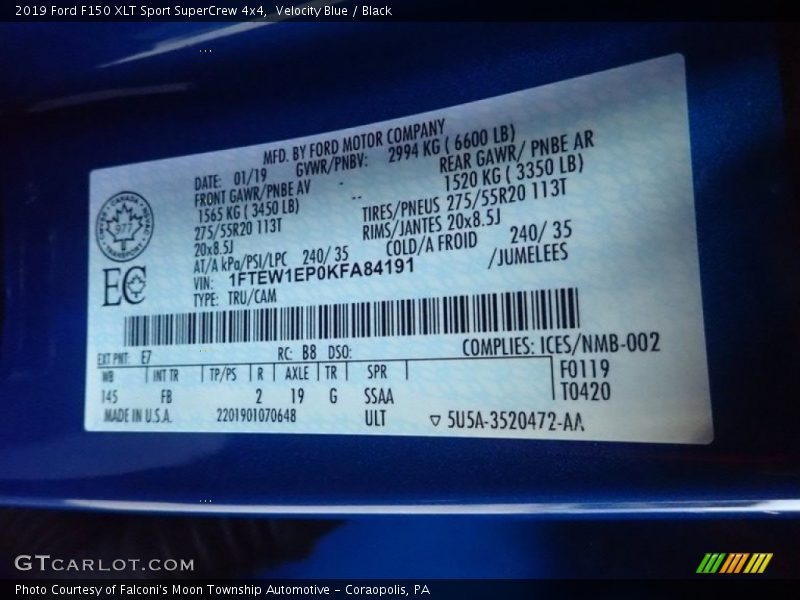 2019 Ford F150 XLT Sport SuperCrew 4x4,  Velocity Blue / Black
MFD. BY FORD MOTOR COMPANY
DATE: 01/19 GVWR/PNBV: 2994 KG ( 6600 LB)
FRONT GAWR/PNBE AV REAR GAWR/ PNBE AR
1565 KG ( 3450 LB) 1520 KG ( 3350 LB)
275/55R20 113T TIRES/PNEUS 275/55R20 113T
20x8.5J RIMS/JANTES 20x8.5J
AT/A kPa/PSI/LPC 240/ 35 COLD/A FROID 240/ 35
VIN: 1FTEW1EP0KFA84191 /JUMELEES
TYPE: TRU/CAM
CANADA
977
TRANSPORT
EC
EXT PNT: E7 RC: B8 DSO: COMPLIES: ICES/NMB-002
WB INT TR TP/PS R AXLE TR SPR F0119
145 FB 2 19 G SSAA T0420
MADE IN U.S.A. 2201901070648 ULT ▽ 5U5A-3520472-AA
GTCARLOT.COM
Photo Courtesy of Falconi's Moon Township Automotive - Coraopolis, PA